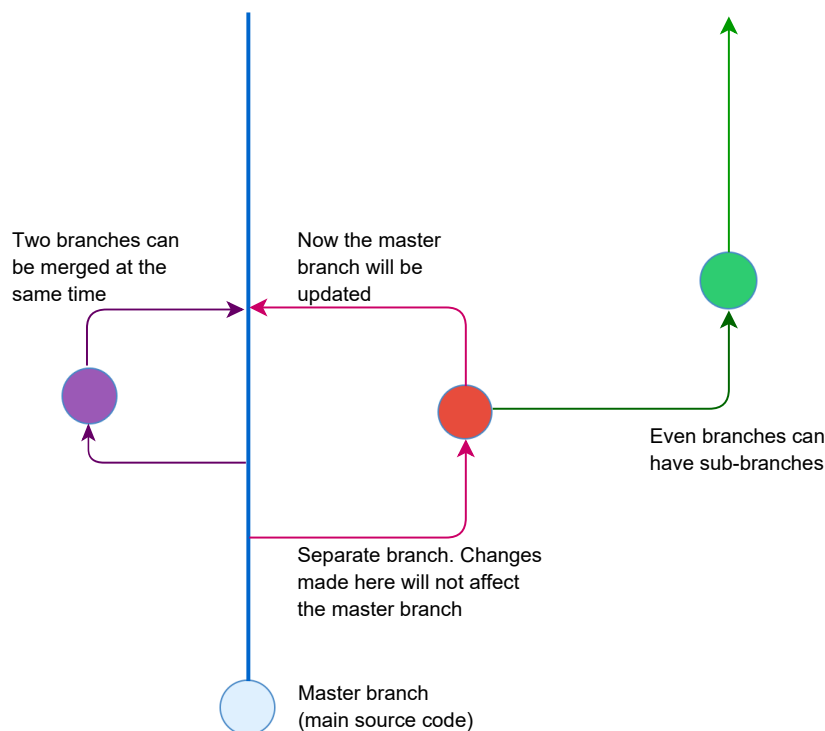 Two branches can
be merged at the
same time
Now the master
branch will be
updated
Even branches can
have sub-branches
Separate branch. Changes
made here will not affect
the master branch
Master branch
(main source code)